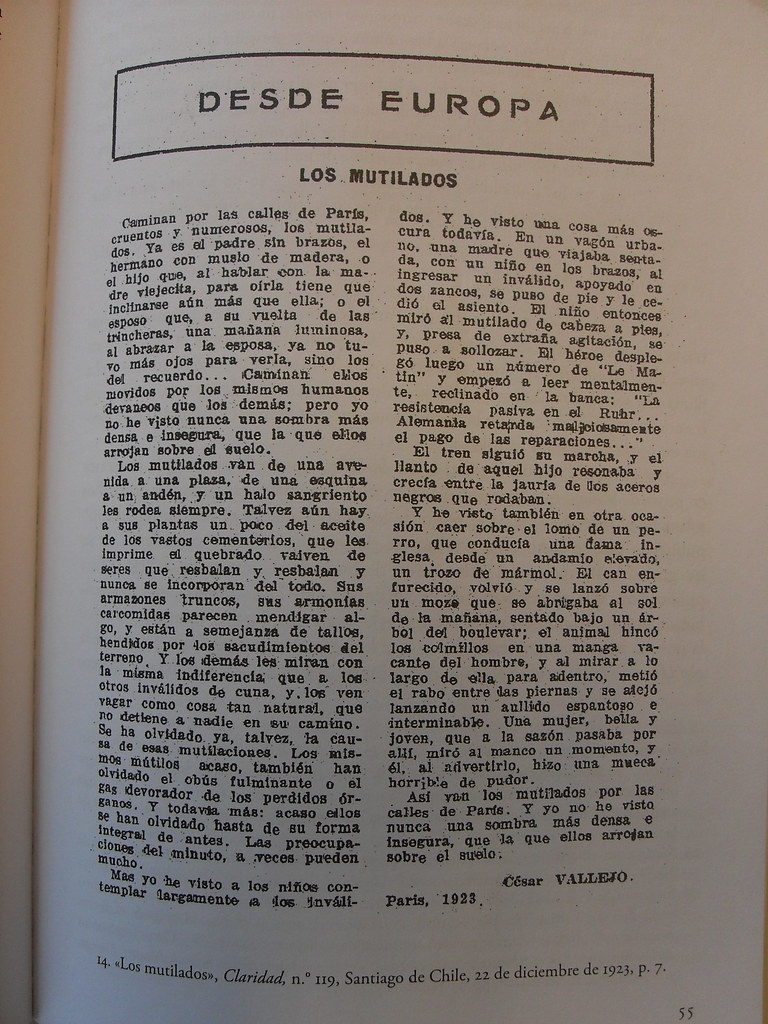 DESDE EUROPA
LOS MUTILADOS
Caminan por las calles de París,
cruentos y numerosos, los mutila-
dos. Ya es el padre sin brazos, el
hermano con muslo de madera, o
el hijo que, al hablar con la ma-
dre viejecita, para oírla tiene que
inclinarse aún más que ella; o el
esposo que, a su vuelta de las
trincheras, una mañana luminosa,
al abrazar a la esposa, ya no tu-
vo más ojos para verla, sino los
del recuerdo... Caminan ellos
movidos por los mismos humanos
devaneos que los demás; pero yo
no he visto nunca una sombra más
densa e insegura, que la que ellos
arrojan sobre el suelo.
Los mutilados van de una ave-
nida a una plaza, de una esquina
a un andén, y un halo sangriento
les rodea siempre. Talvez aún hay
a sus plantas un poco del aceite
de los vastos cementerios, que les
imprime el quebrado vaiven de
seres que resbalan y resbalan y
nunca se incorporan del todo. Sus
armazones truncos, sus armonías
carcomidas parecen mendigar al-
go, y están a semejanza de tallos,
hendidos por los sacudimientos del
terreno. Y los demás les miran con
la misma indiferencia que a los
otros inválidos de cuna, y los ven
vagar como cosa tan natural, que
no detiene a nadie en su camino.
Se ha olvidado ya, talvez, la cau-
sa de esas mutilaciones. Los mis-
mos mútilos acaso, también han
olvidado el obús fulminante o el
gas devorador de los perdidos ór-
ganos. Y todavía más: acaso ellos
se han olvidado hasta de su forma
integral de antes. Las preocupa-
ciones del minuto, a veces pueden
mucho.
Mas yo he visto a los niños con-
templar largamente a los inváli-
dos. Y he visto una cosa más os-
cura todavía. En un vagón urba-
no, una madre que viajaba senta-
da, con un niño en los brazos, al
ingresar un inválido, apoyado en
dos zancos, se puso de pie y le ce-
dió el asiento. El niño entonces
miró al mutilado de cabeza a pies,
y, presa de extraña agitación, se
puso a sollozar. El héroe desple-
gó luego un número de "Le Ma-
tin" y empezó a leer mentalmen-
te, reclinado en la banca: "La
resistencia pasiva en el Ruhr...
Alemania retarda maliciosamente
el pago de las reparaciones..."
El tren siguió su marcha, y el
llanto de aquel hijo resonaba y
crecía entre la jauría de los aceros
negros que rodaban.
Y he visto también en otra oca-
sión caer sobre el lomo de un pe-
rro, que conducía una dama in-
glesa, desde un andamio elevado,
un trozo de mármol. El can en-
furecido, volvió y se lanzó sobre
un mozo que se abrigaba al sol
de la mañana, sentado bajo un ár-
bol del boulevar; el animal hincó
los colmillos en una manga va-
cante del hombre, y al mirar a lo
largo de ella para adentro, metió
el rabo entre las piernas y se alejó
lanzando un aullido espantoso e
interminable. Una mujer, bella y
joven, que a la sazón pasaba por
allí, miró al manco un momento, y
él, al advertirlo, hizo una mueca
horrible de pudor.
Así van los mutilados por las
calles de París. Y yo no he visto
nunca una sombra más densa e
insegura, que la que ellos arrojan
sobre el suelo.
César VALLEJO.
París, 1923.
14. «Los mutilados», Claridad, n.º 119, Santiago de Chile, 22 de diciembre de 1923, p. 7.
55